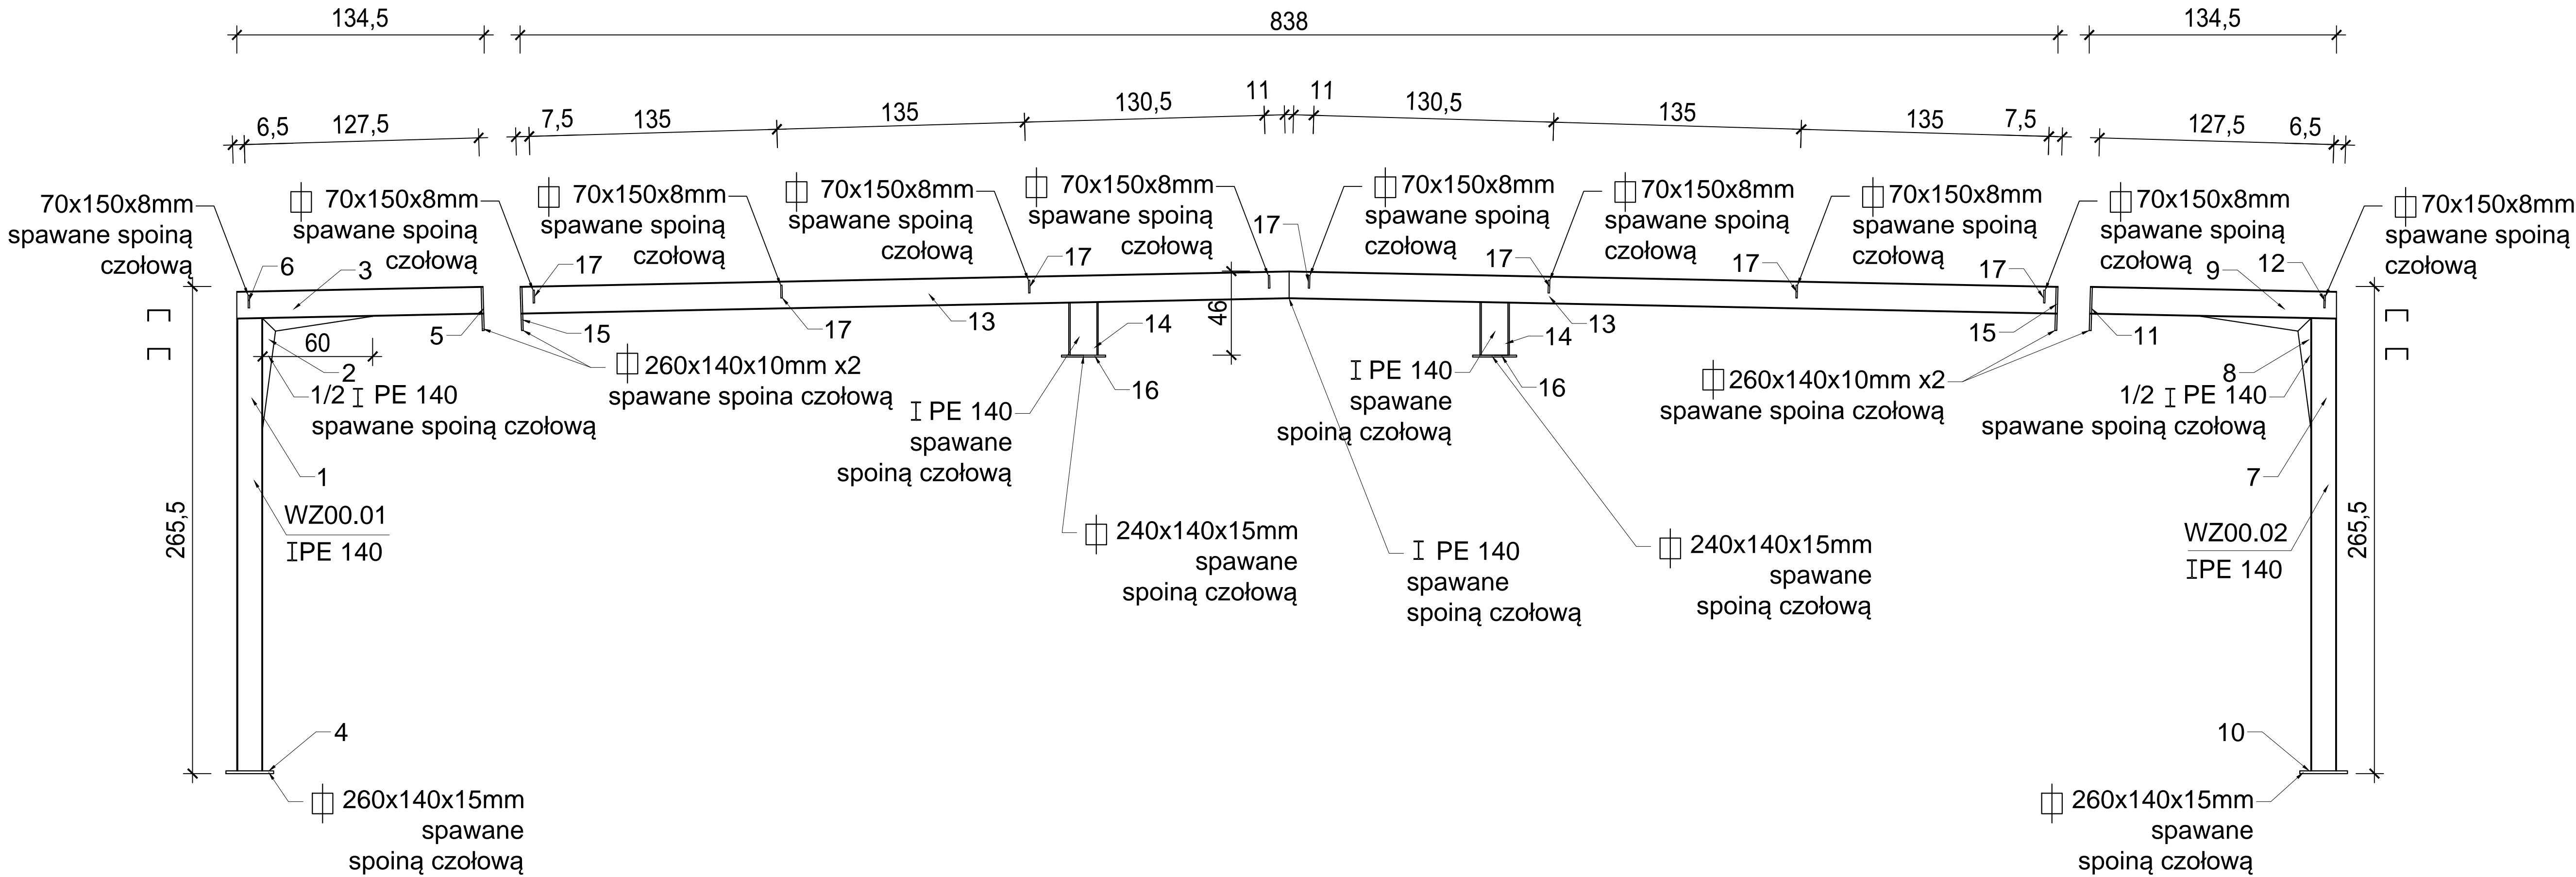 134,5
838
134,5
6,5
127,5
7,5
135
135
130,5
11
11
130,5
135
135
7,5
127,5
6,5
70x150x8mm
spawane spoiną
czołową
70x150x8mm
spawane spoiną
czołową
70x150x8mm
spawane spoiną
czołową
70x150x8mm
spawane spoiną
czołową
70x150x8mm
spawane spoiną
czołową
70x150x8mm
spawane spoiną
czołową
70x150x8mm
spawane spoiną
czołową
70x150x8mm
spawane spoiną
czołową
70x150x8mm
spawane spoiną
czołową
70x150x8mm
spawane spoiną
czołową
6
3
17
17
17
17
17
17
17
9
12
5
15
17
13
14
46
14
13
15
11
60
2
1/2 I PE 140
spawane spoiną czołową
260x140x10mm x2
spawane spoina czołową
16
I PE 140
spawane
spoiną czołową
I PE 140
spawane
spoiną czołową
16
260x140x10mm x2
spawane spoina czołową
8
1/2 I PE 140
spawane spoiną czołową
1
7
WZ00.01
IPE 140
265,5
240x140x15mm
spawane
spoiną czołową
I PE 140
spawane
spoiną czołową
240x140x15mm
spawane
spoiną czołową
WZ00.02
IPE 140
265,5
4
10
260x140x15mm
spawane
spoiną czołową
260x140x15mm
spawane
spoiną czołową